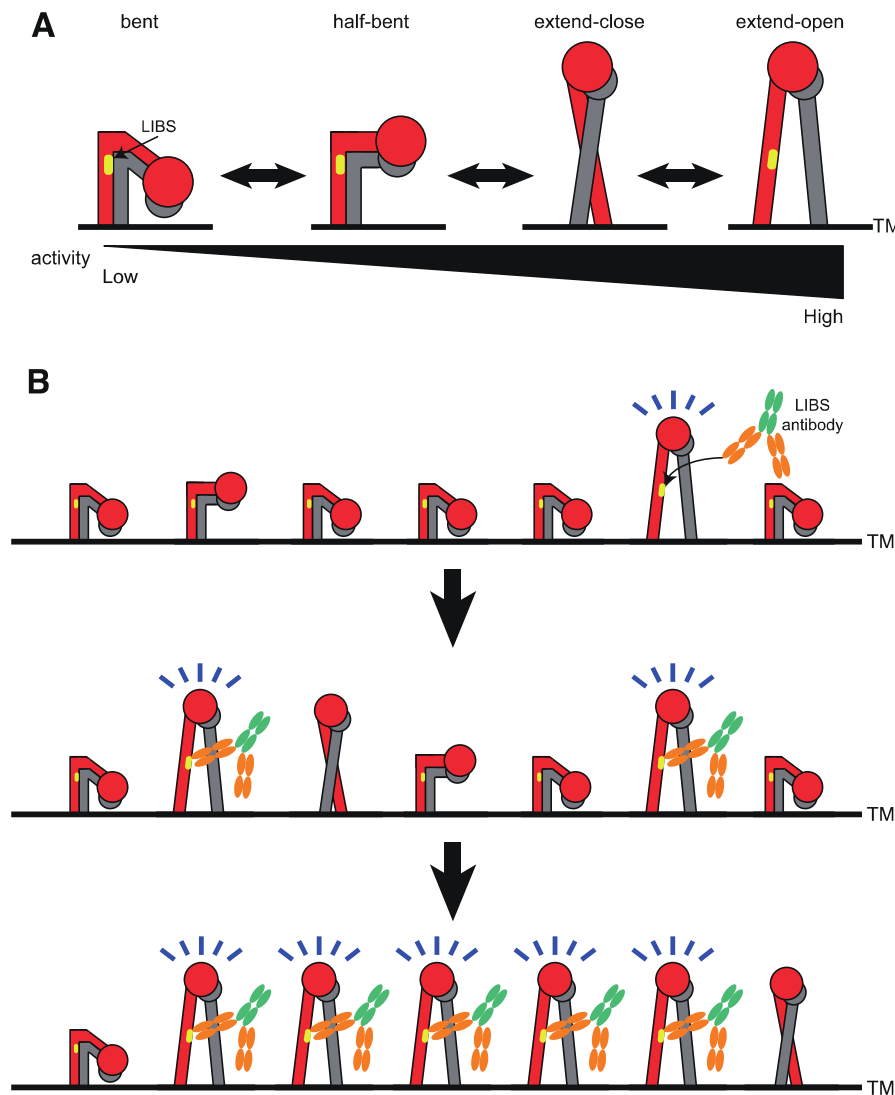 A
bent
half-bent
extend-close
extend-open
LIBS
TM
activity
Low
High
B
LIBS
antibody
TM
TM
TM